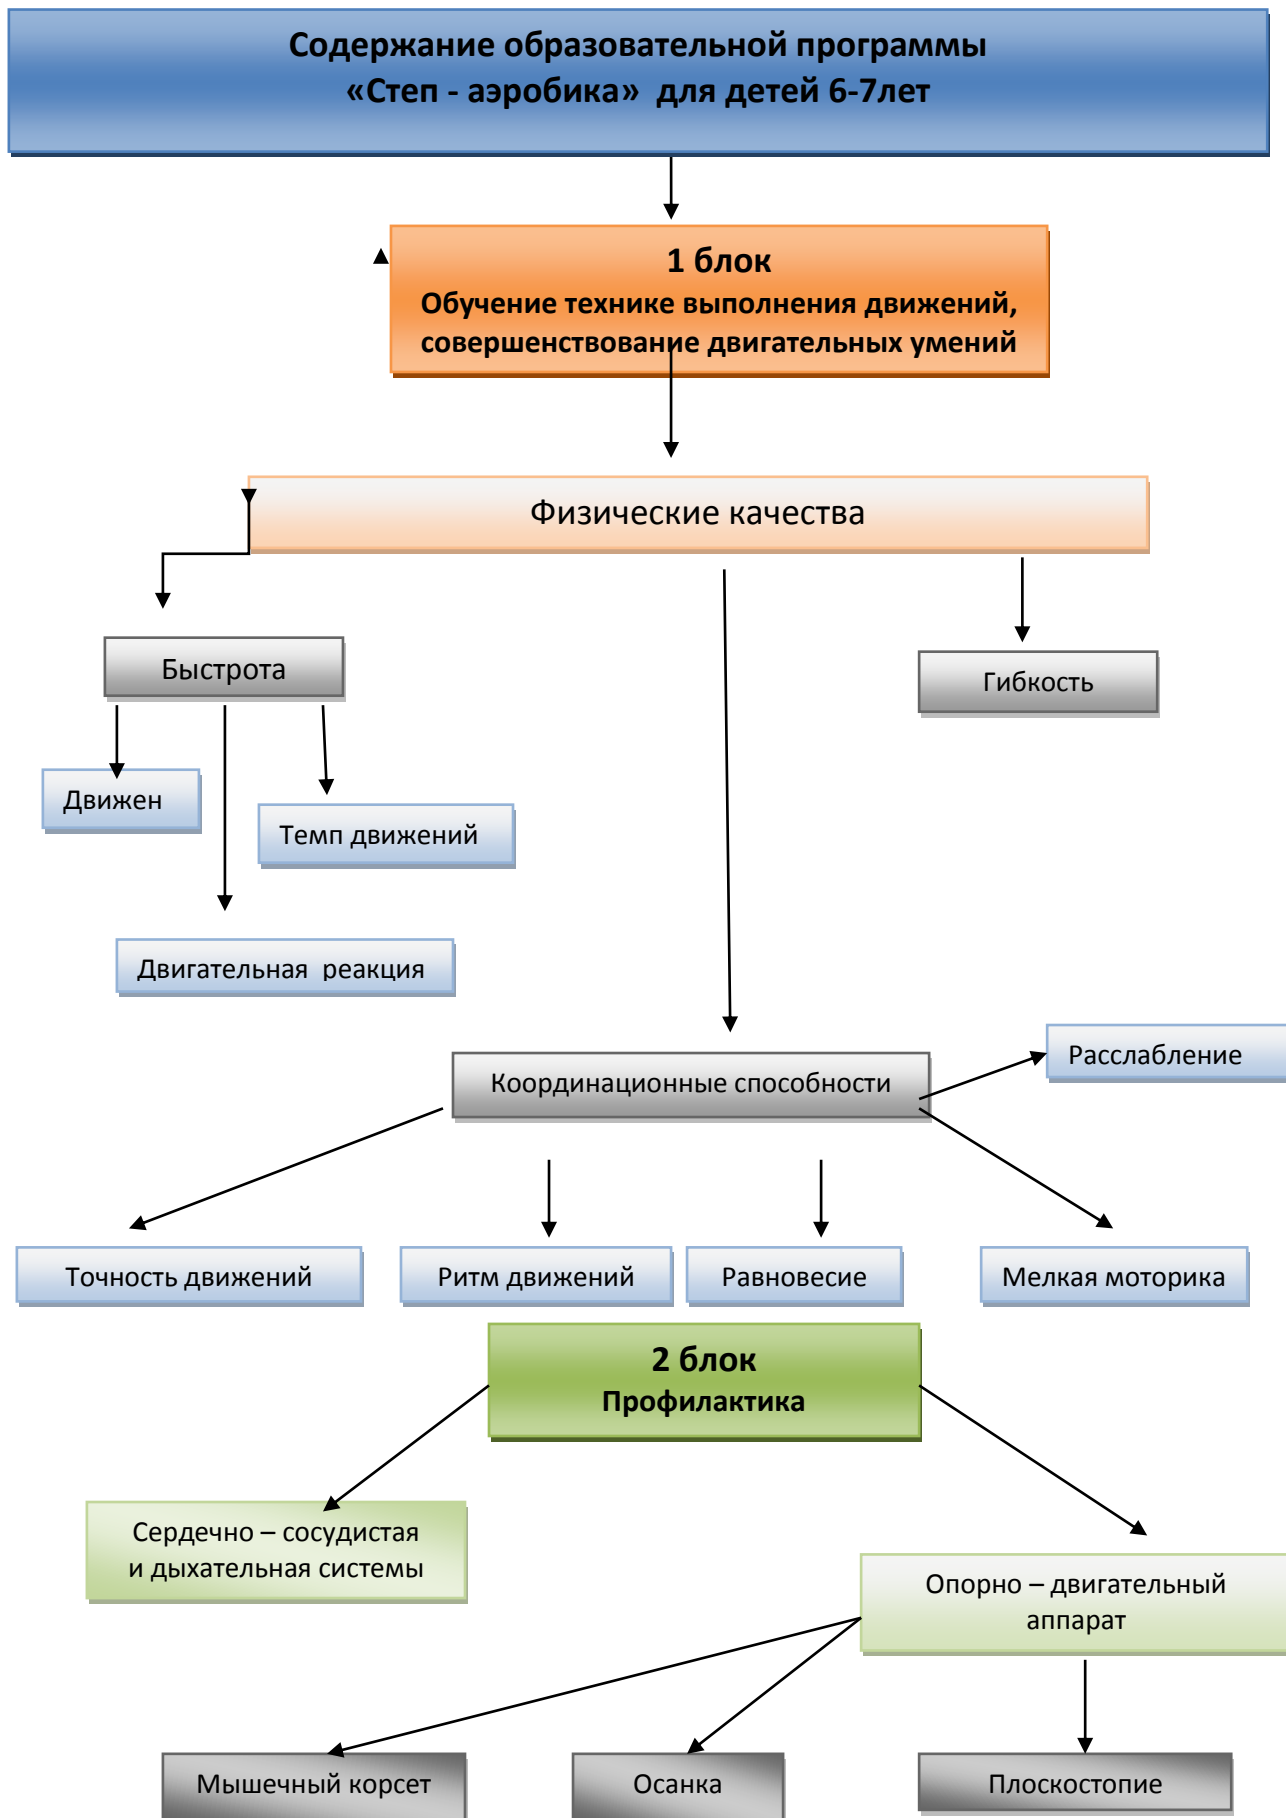 Содержание образовательной программы
«Степ - аэробика» для детей 6-7лет
1 блок
Обучение технике выполнения движений,
совершенствование двигательных умений
Физические качества
Быстрота
Гибкость
Движен
Темп движений
Двигательная реакция
Координационные способности
Расслабление
Точность движений
Ритм движений
Равновесие
Мелкая моторика
2 блок
Профилактика
Сердечно – сосудистая
и дыхательная системы
Опорно – двигательный
аппарат
Мышечный корсет
Осанка
Плоскостопие